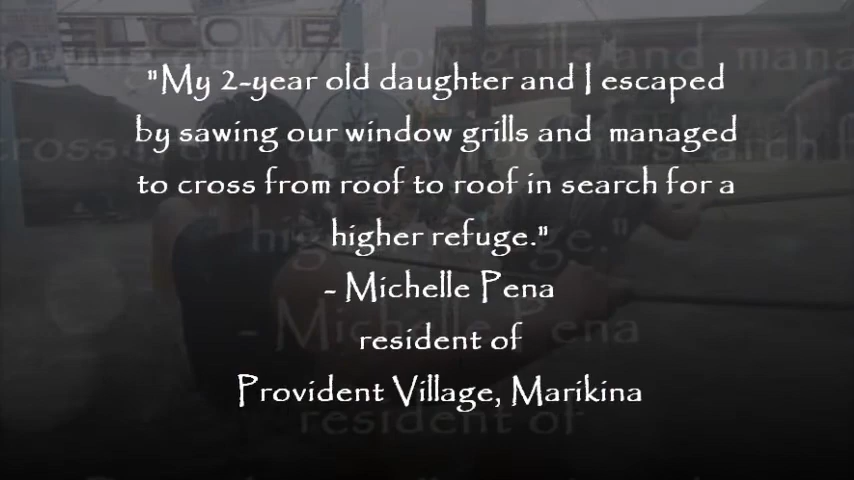 WELCOME
"My 2-year old daughter and I escaped
by sawing our window grills and managed
to cross from roof to roof in search for a
higher refuge."
- Michelle Pena
resident of
Provident Village, Marikina